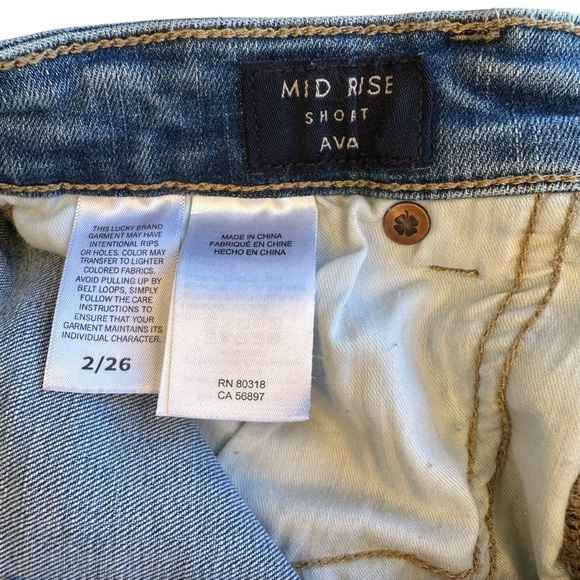 MID RISE
SHORT
AVA
THIS LUCKY BRAND
GARMENT MAY HAVE
INTENTIONAL RIPS
OR HOLES. COLOR MAY
TRANSFER TO LIGHTER
COLORED FABRICS.
AVOID PULLING UP BY
BELT LOOPS, SIMPLY
FOLLOW THE CARE
INSTRUCTIONS TO
ENSURE THAT YOUR
GARMENT MAINTAINS ITS
INDIVIDUAL CHARACTER.
2/26
MADE IN CHINA
FABRIQUÉ EN CHINE
HECHO EN CHINO
RN 80318
CA 56897